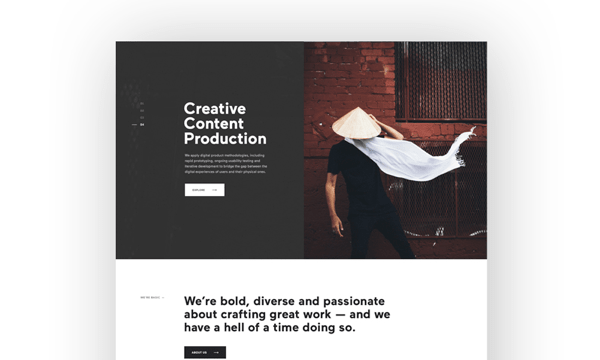 Creative
Content
Production
We apply digital product methodologies, including
rapid prototyping, ongoing usability testing and
iterative development to bridge the gap between the
digital experiences of users and their physical ones.
04
EXPLORE
We're bold, diverse and passionate
about crafting great work — and we
have a hell of a time doing so.
ABOUT US